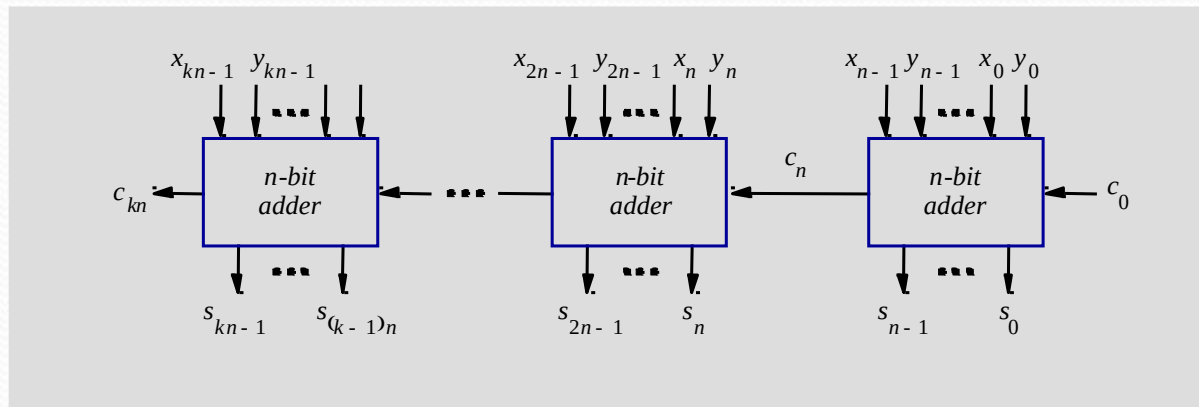 x_{kn-1} y_{kn-1} x_{2n-1} y_{2n-1} x_n y_n x_{n-1} y_{n-1} x_0 y_0
c_n
n-bit n-bit n-bit
c_{kn} adder adder adder c_0
s_{kn-1} s_{(k-1)n} s_{2n-1} s_n s_{n-1} s_0